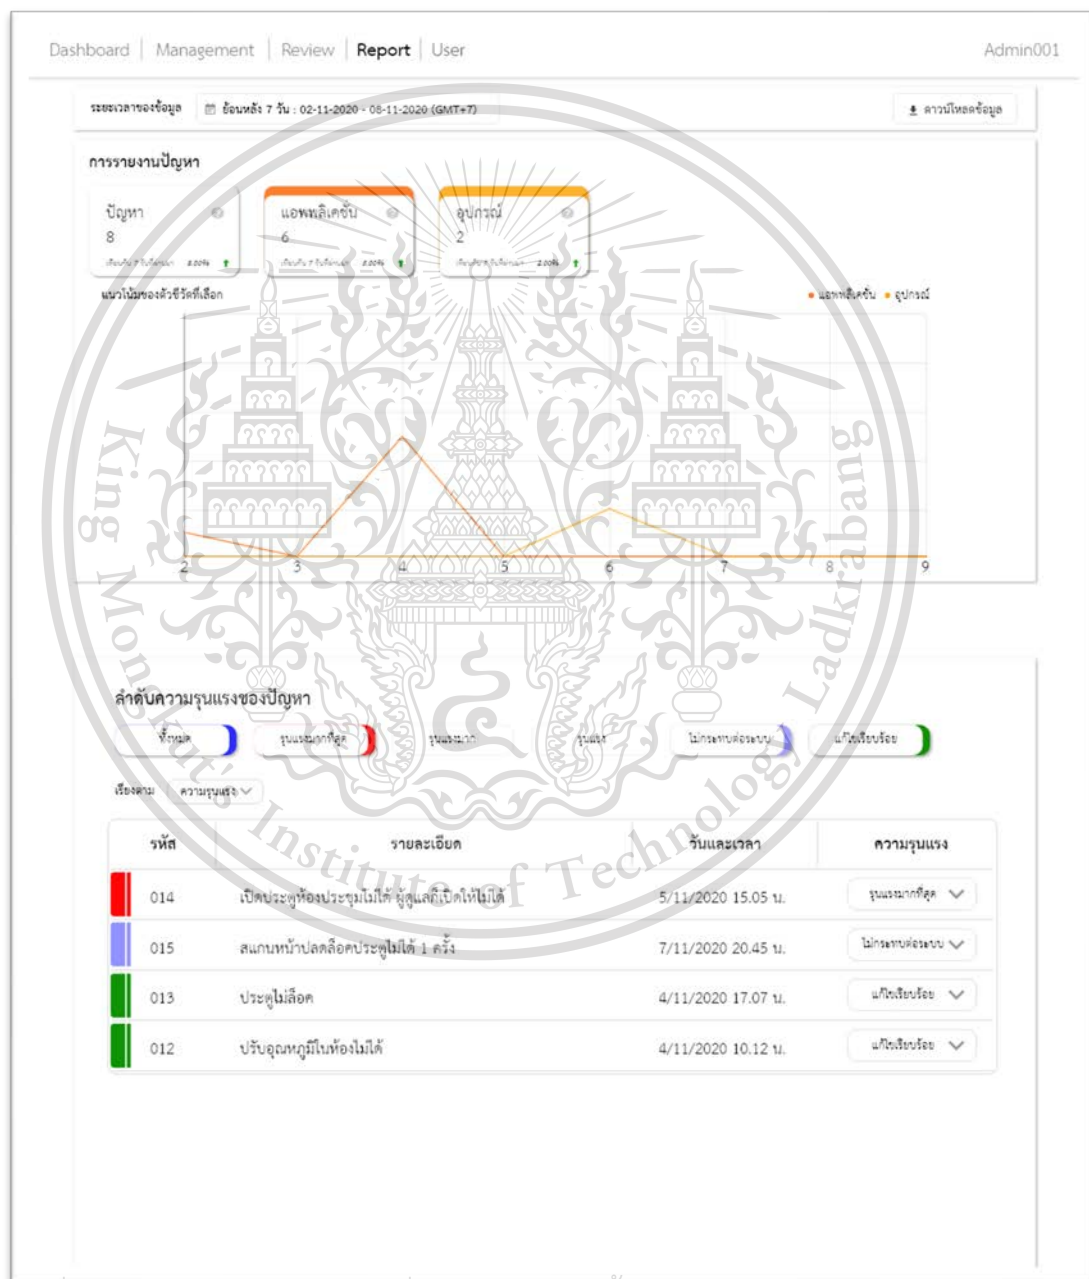 Dashboard | Management | Review | Report | User Admin001
ระยะเวลาของข้อมูล ย้อนหลัง 7 วัน : 02-11-2020 - 08-11-2020 (GMT+7) ดาวน์โหลดข้อมูล
การรายงานปัญหา
ปัญหา แอพพลิเคชั่น อุปกรณ์
8 6 2
แนวโน้มของตัวชี้วัดที่เลือก แอพพลิเคชั่น อุปกรณ์
2 3 4 5 6 7 8 9
ลำดับความรุนแรงของปัญหา
ทั้งหมด รุนแรงมากที่สุด รุนแรงมาก รุนแรง ไม่กระทบต่อระบบ แก้ไขเรียบร้อย
เรียงตาม ความรุนแรง
รหัส รายละเอียด วันและเวลา ความรุนแรง
014 เปิดประตูห้องประชุมไม่ได้ ผู้ดูแลก็เปิดให้ไม่ได้ 5/11/2020 15.05 น. รุนแรงมากที่สุด
015 สแกนหน้าปลดล็อคประตูไม่ได้ 1 ครั้ง 7/11/2020 20.45 น. ไม่กระทบต่อระบบ
013 ประตูไม่ล็อค 4/11/2020 17.07 น. แก้ไขเรียบร้อย
012 ปรับอุณหภูมิในห้องไม่ได้ 4/11/2020 10.12 น. แก้ไขเรียบร้อย
King Mongkut's Institute of Technology Ladkrabang